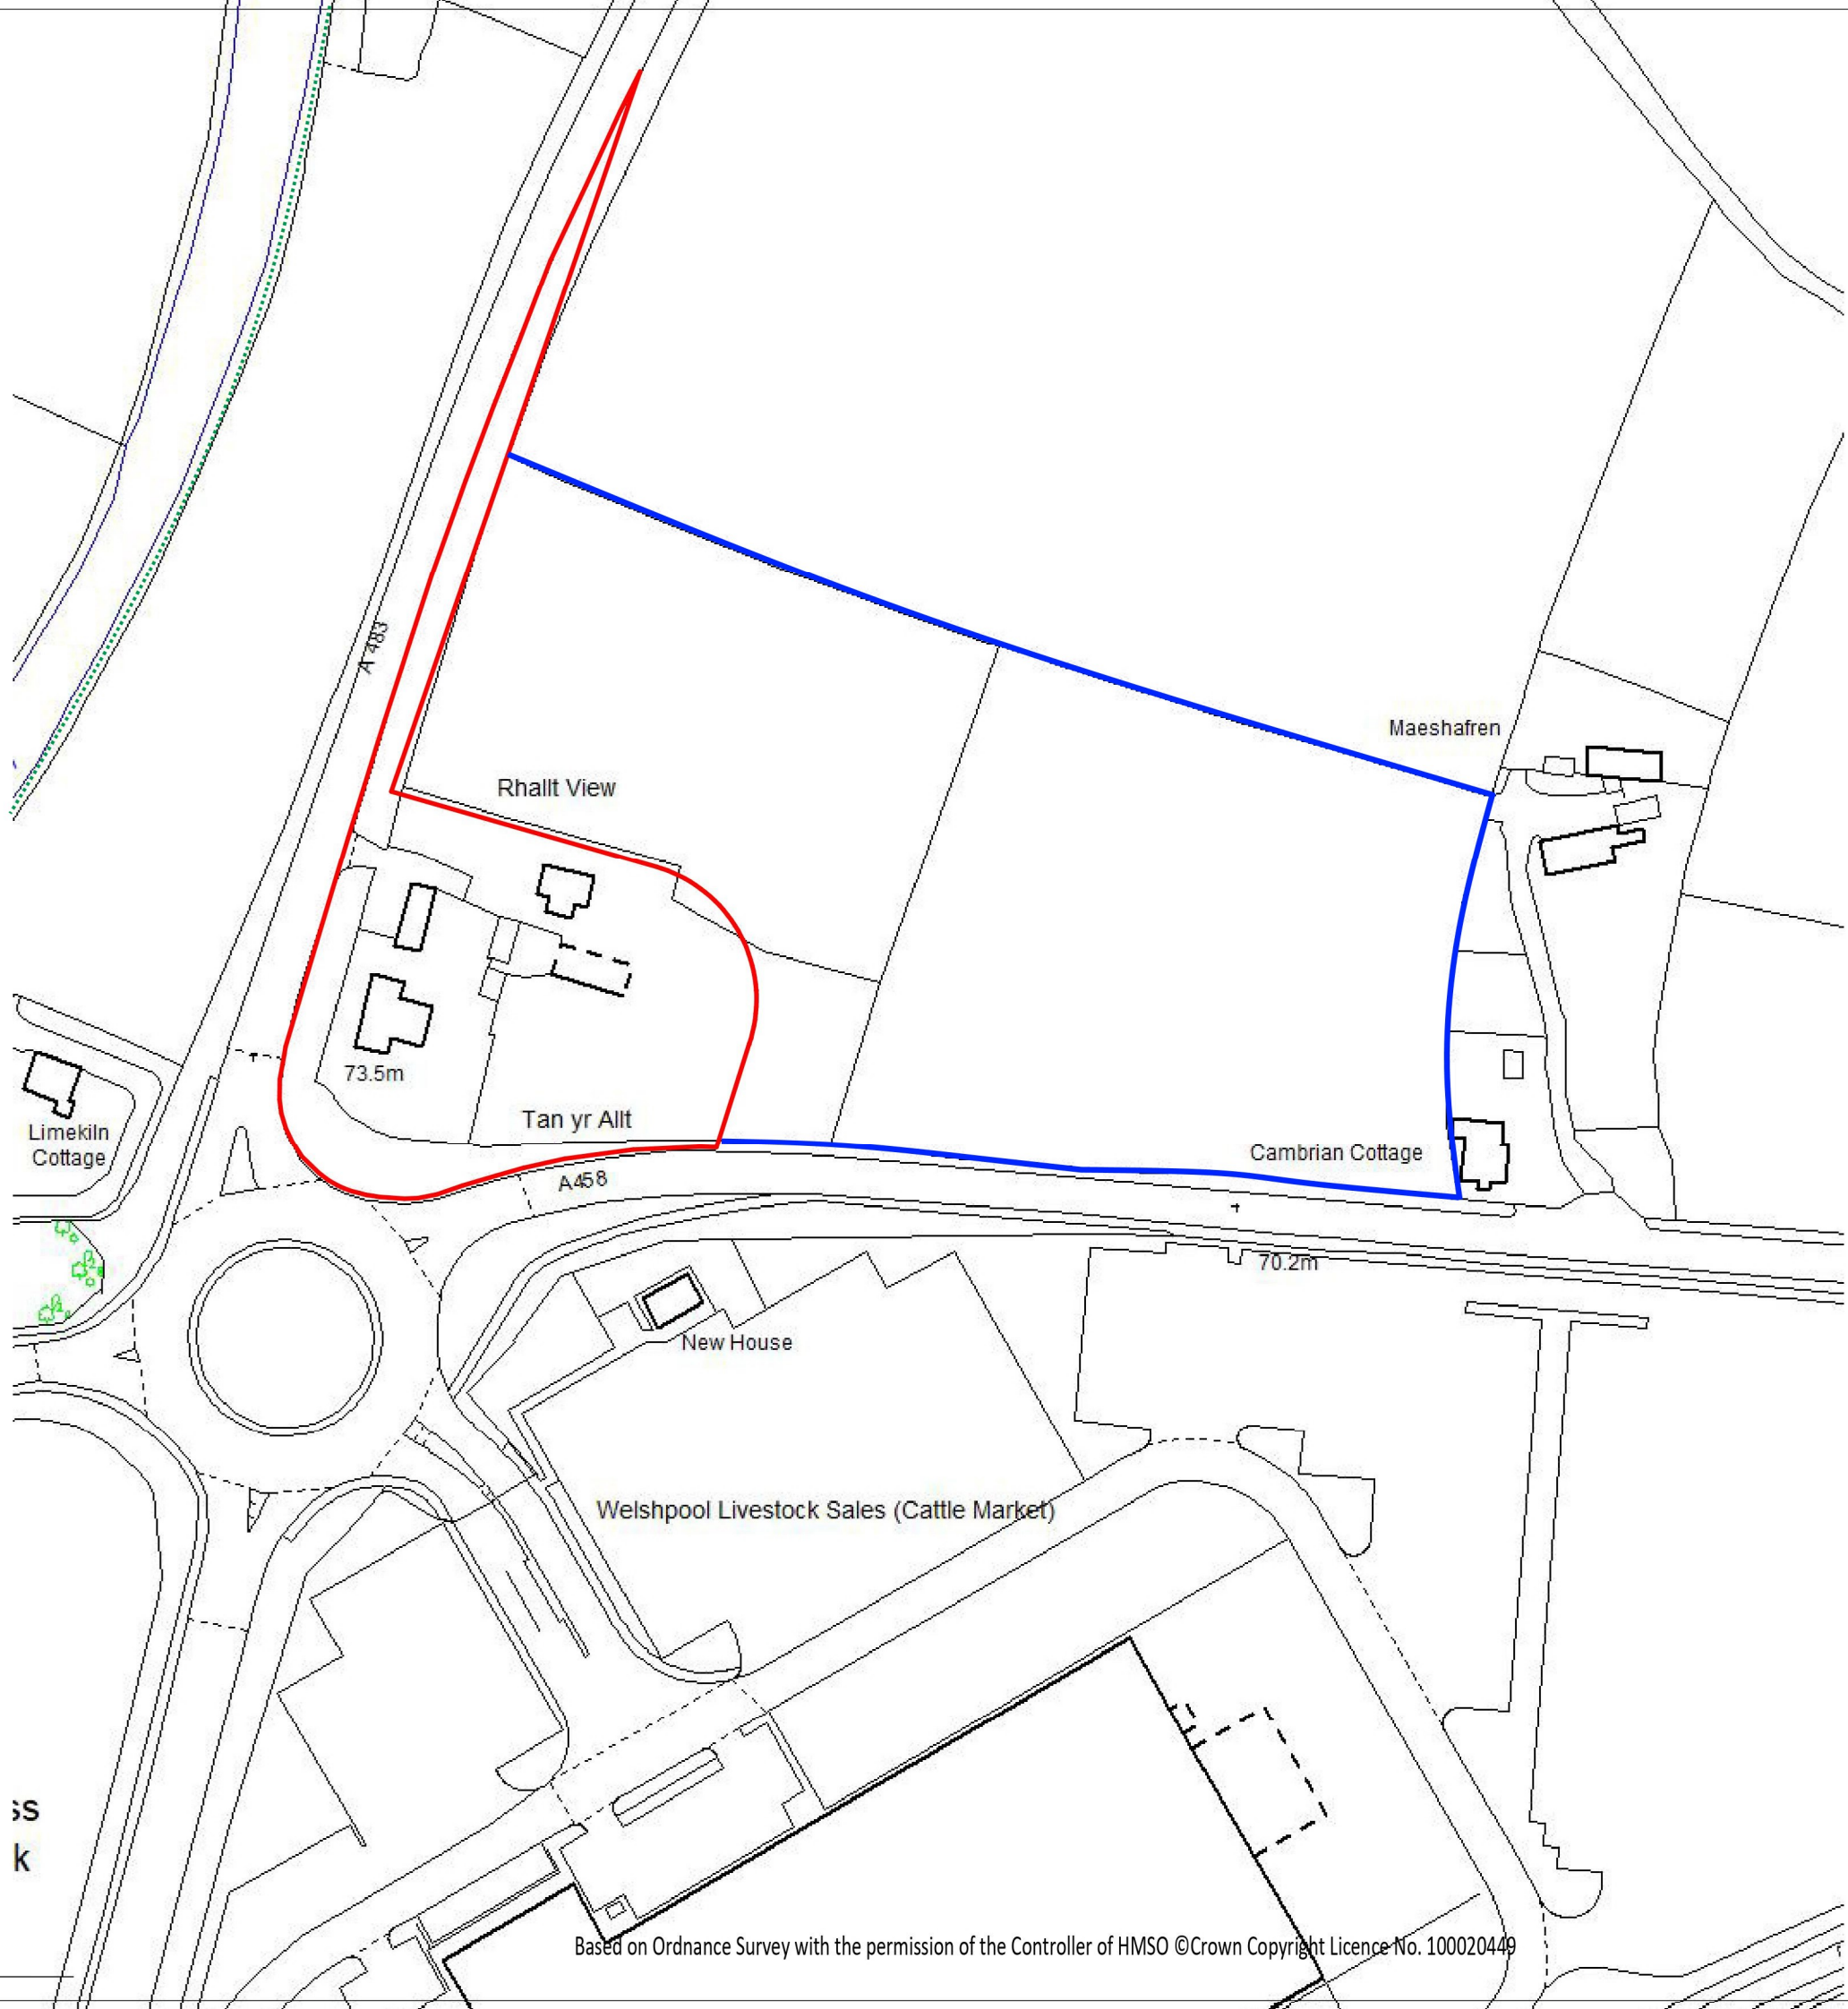 A 483
Maeshafren
Rhallt View
73.5m
Limekiln
Cottage
Tan yr Allt
Cambrian Cottage
A458
70.2m
New House
Welshpool Livestock Sales (Cattle Market)
ss
k
Based on Ordnance Survey with the permission of the Controller of HMSO ©Crown Copyright Licence No. 100020449